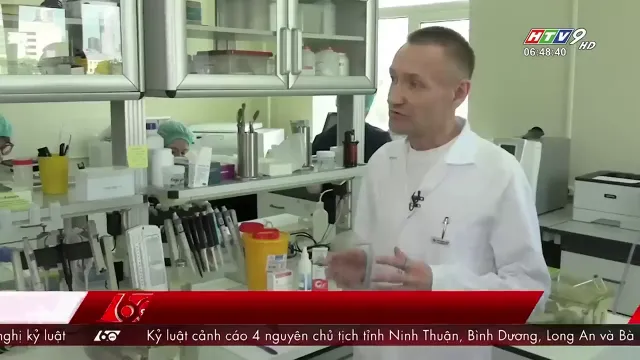 HTV9 HD
06:48:40
nghị kỷ luật 60 Kỷ luật cảnh cáo 4 nguyên chủ tịch tỉnh Ninh Thuận, Bình Dương, Long An và Bà